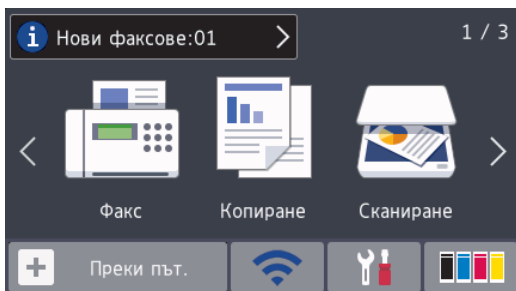 Нови факсове:01
1 / 3
Факс
Копиране
Сканиране
Преки път.